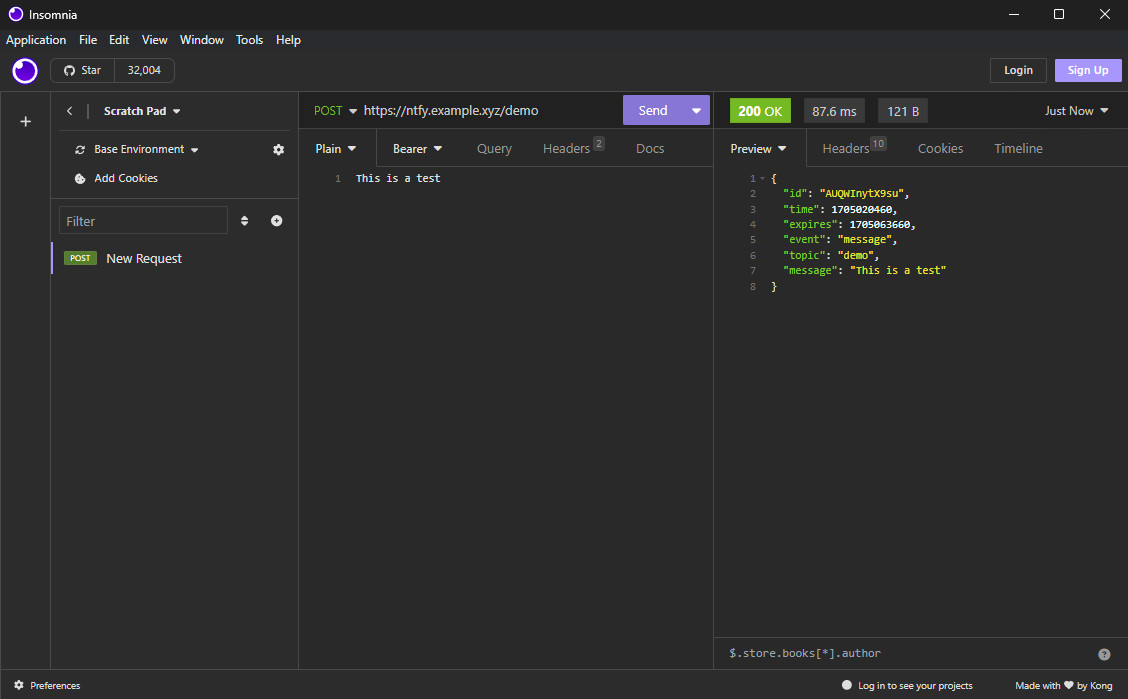 Insomnia
Application File Edit View Window Tools Help
Star 32,004 Login Sign Up
Scratch Pad
POST https://ntfy.example.xyz/demo Send
200 OK 87.6 ms 121 B Just Now
Base Environment
Add Cookies
Plain Bearer Query Headers 2 Docs
Preview Headers 10 Cookies Timeline
Filter
POST New Request
1 This is a test
1 {
2 "id": "AUQWInytX9su",
3 "time": 1705020460,
4 "expires": 1705063660,
5 "event": "message",
6 "topic": "demo",
7 "message": "This is a test"
8 }
$.store.books[*].author ?
Preferences Log in to see your projects Made with ♥ by Kong